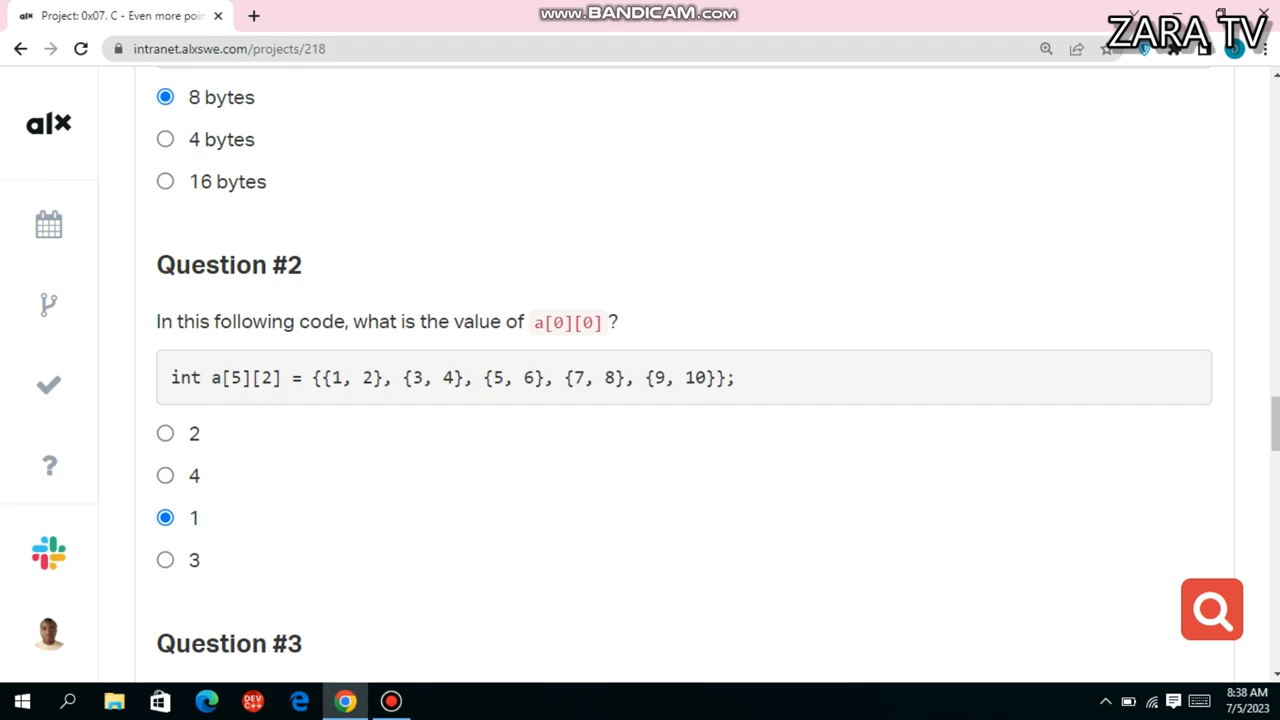 www.BANDICAM.com
ZARA TV
alx Project: 0x07. C - Even more poin
intranet.alxswe.com/projects/218
alx
8 bytes
4 bytes
16 bytes
Question #2
In this following code, what is the value of a[0][0] ?
int a[5][2] = {{1, 2}, {3, 4}, {5, 6}, {7, 8}, {9, 10}};
2
4
1
3
Question #3
DEV C++
8:38 AM
7/5/2023